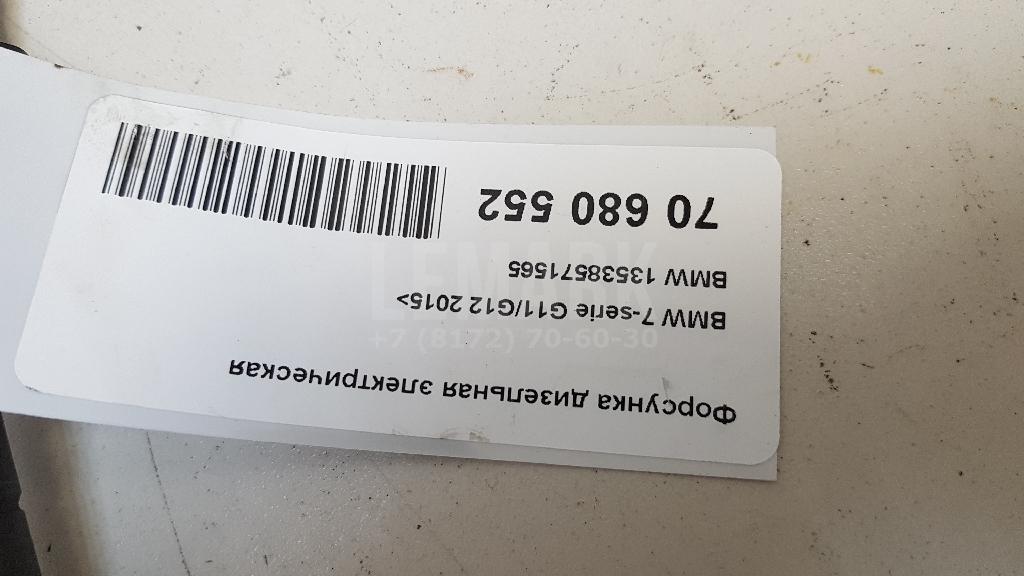 Форсунка дизельная электрическая
BMW 7-serie G11/G12 2015>
BMW 13538571565
70 680 552
LEMARK
+7 (8172) 70-60-30